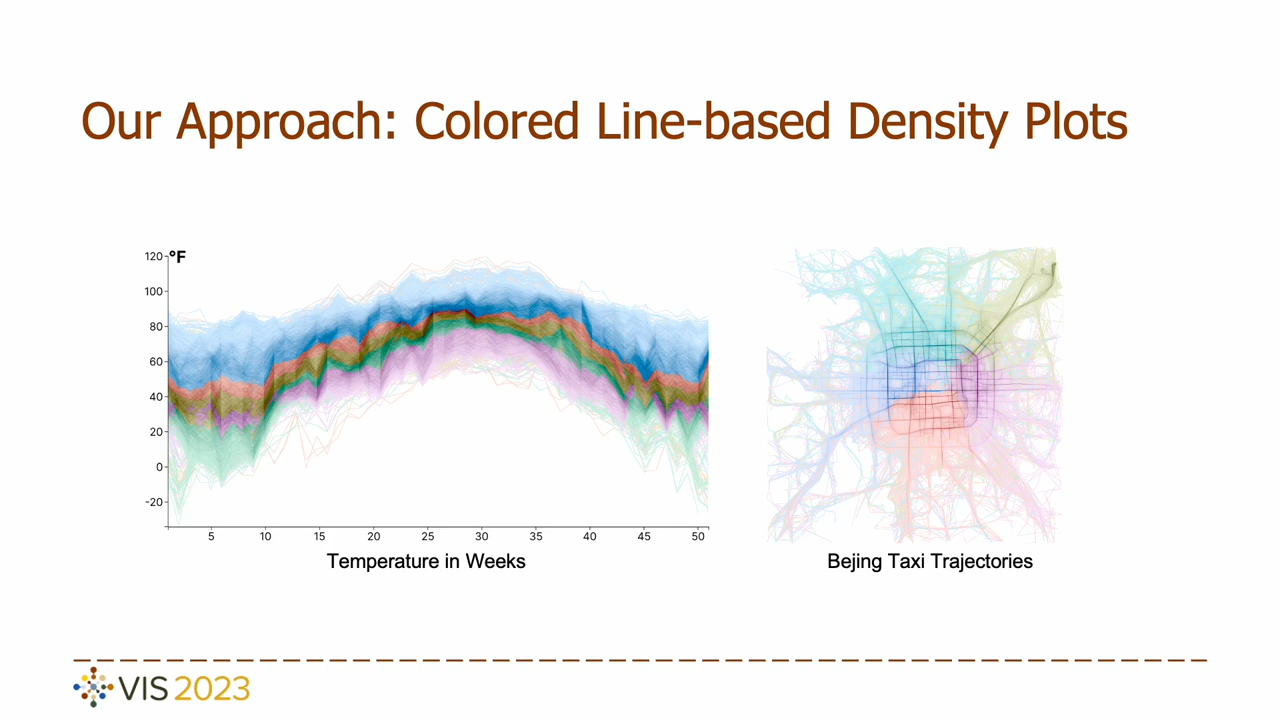 Our Approach: Colored Line-based Density Plots
°F
120
100
80
60
40
20
0
-20
5 10 15 20 25 30 35 40 45 50
Temperature in Weeks
Bejing Taxi Trajectories
VIS 2023